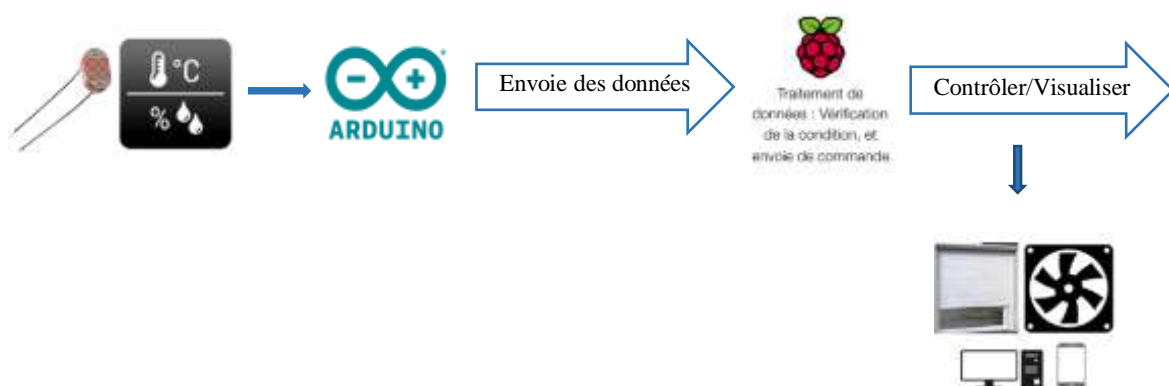 °C
%
ARDUINO
Envoie des données
Traitement de
données : Vérification
de la condition, et
envoie de commande
Contrôler/Visualiser